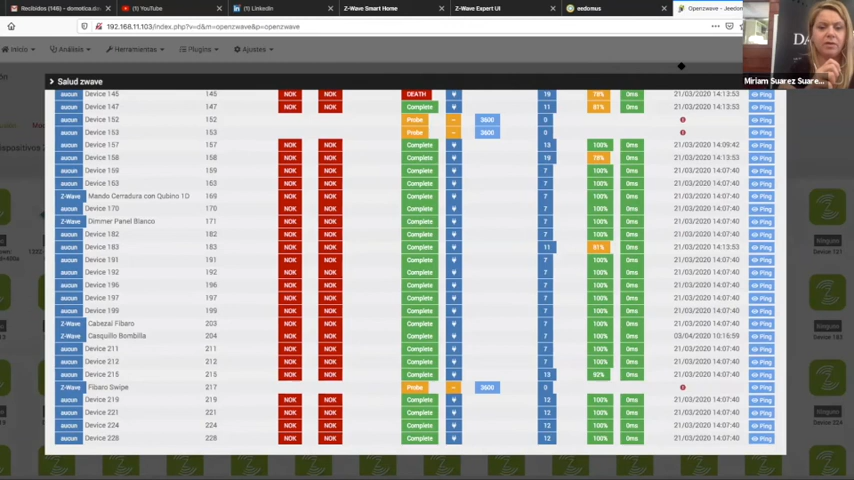 Recibidos (146) - domotica.do
YouTube
LinkedIn
Z-Wave Smart Home
Z-Wave Expert UI
eedomus
Openzwave - Jeedom
192.168.11.103/index.php?v=d&m=openzwave&p=openzwave
Inicio Análisis Herramientas Plugins Ajustes
Salud zwave
aucun Device 145 145 NOK NOK DEATH 19 78% 0ms 21/03/2020 14:13:53 Ping
aucun Device 147 147 NOK NOK Complete 11 81% 0ms 21/03/2020 14:13:53 Ping
aucun Device 152 152 Probe 3600 0 Ping
aucun Device 153 153 Probe 3600 0 Ping
aucun Device 157 157 NOK NOK Complete 13 100% 0ms 21/03/2020 14:09:42 Ping
aucun Device 158 158 NOK NOK Complete 19 78% 0ms 21/03/2020 14:13:53 Ping
aucun Device 159 159 NOK NOK Complete 7 100% 0ms 21/03/2020 14:07:40 Ping
aucun Device 163 163 NOK NOK Complete 7 100% 0ms 21/03/2020 14:07:40 Ping
Z-Wave Mando Cerradura con Qubino 1D 169 NOK NOK Complete 7 100% 0ms 21/03/2020 14:07:40 Ping
aucun Device 170 170 NOK NOK Complete 7 100% 0ms 21/03/2020 14:07:40 Ping
Z-Wave Dimmer Panel Blanco 171 NOK NOK Complete 7 100% 0ms 21/03/2020 14:07:40 Ping
aucun Device 182 182 NOK NOK Complete 7 100% 0ms 21/03/2020 14:07:40 Ping
aucun Device 183 183 NOK NOK Complete 11 81% 0ms 21/03/2020 14:13:53 Ping
aucun Device 191 191 NOK NOK Complete 7 100% 0ms 21/03/2020 14:07:40 Ping
aucun Device 192 192 NOK NOK Complete 7 100% 0ms 21/03/2020 14:07:40 Ping
aucun Device 196 196 NOK NOK Complete 7 100% 0ms 21/03/2020 14:07:40 Ping
aucun Device 197 197 NOK NOK Complete 7 100% 0ms 21/03/2020 14:07:40 Ping
aucun Device 199 199 NOK NOK Complete 7 100% 0ms 21/03/2020 14:07:40 Ping
Z-Wave Cabezal Fibaro 203 NOK NOK Complete 7 100% 0ms 21/03/2020 14:07:40 Ping
Z-Wave Casquillo Bombilla 204 NOK NOK Complete 7 100% 0ms 03/04/2020 10:16:59 Ping
aucun Device 211 211 NOK NOK Complete 7 100% 0ms 21/03/2020 14:07:40 Ping
aucun Device 212 212 NOK NOK Complete 7 100% 0ms 21/03/2020 14:07:40 Ping
aucun Device 215 215 NOK NOK Complete 13 92% 0ms 21/03/2020 14:07:40 Ping
Z-Wave Fibaro Swipe 217 Probe 3600 0 Ping
aucun Device 219 219 NOK NOK Complete 12 100% 0ms 21/03/2020 14:07:40 Ping
aucun Device 221 221 NOK NOK Complete 12 100% 0ms 21/03/2020 14:07:40 Ping
aucun Device 224 224 NOK NOK Complete 12 100% 0ms 21/03/2020 14:07:40 Ping
aucun Device 228 228 NOK NOK Complete 12 100% 0ms 21/03/2020 14:07:40 Ping
Miriam Suarez Suare...
DA